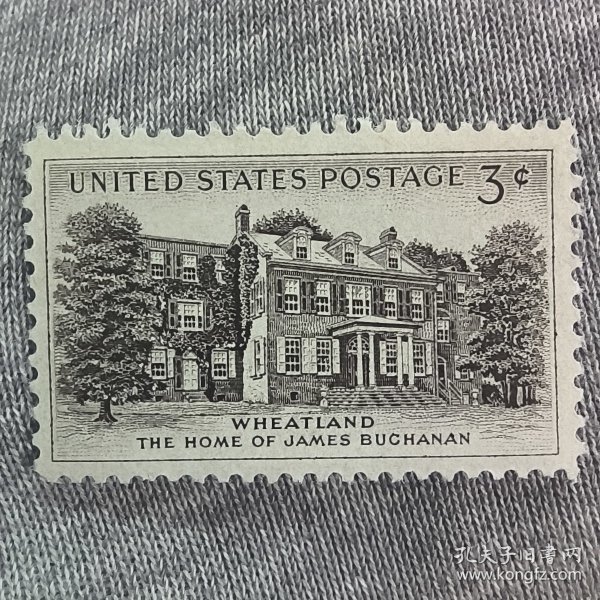 UNITED STATES POSTAGE 3¢
WHEATLAND
THE HOME OF JAMES BUCHANAN
孔夫子旧书网
www.kongfz.com